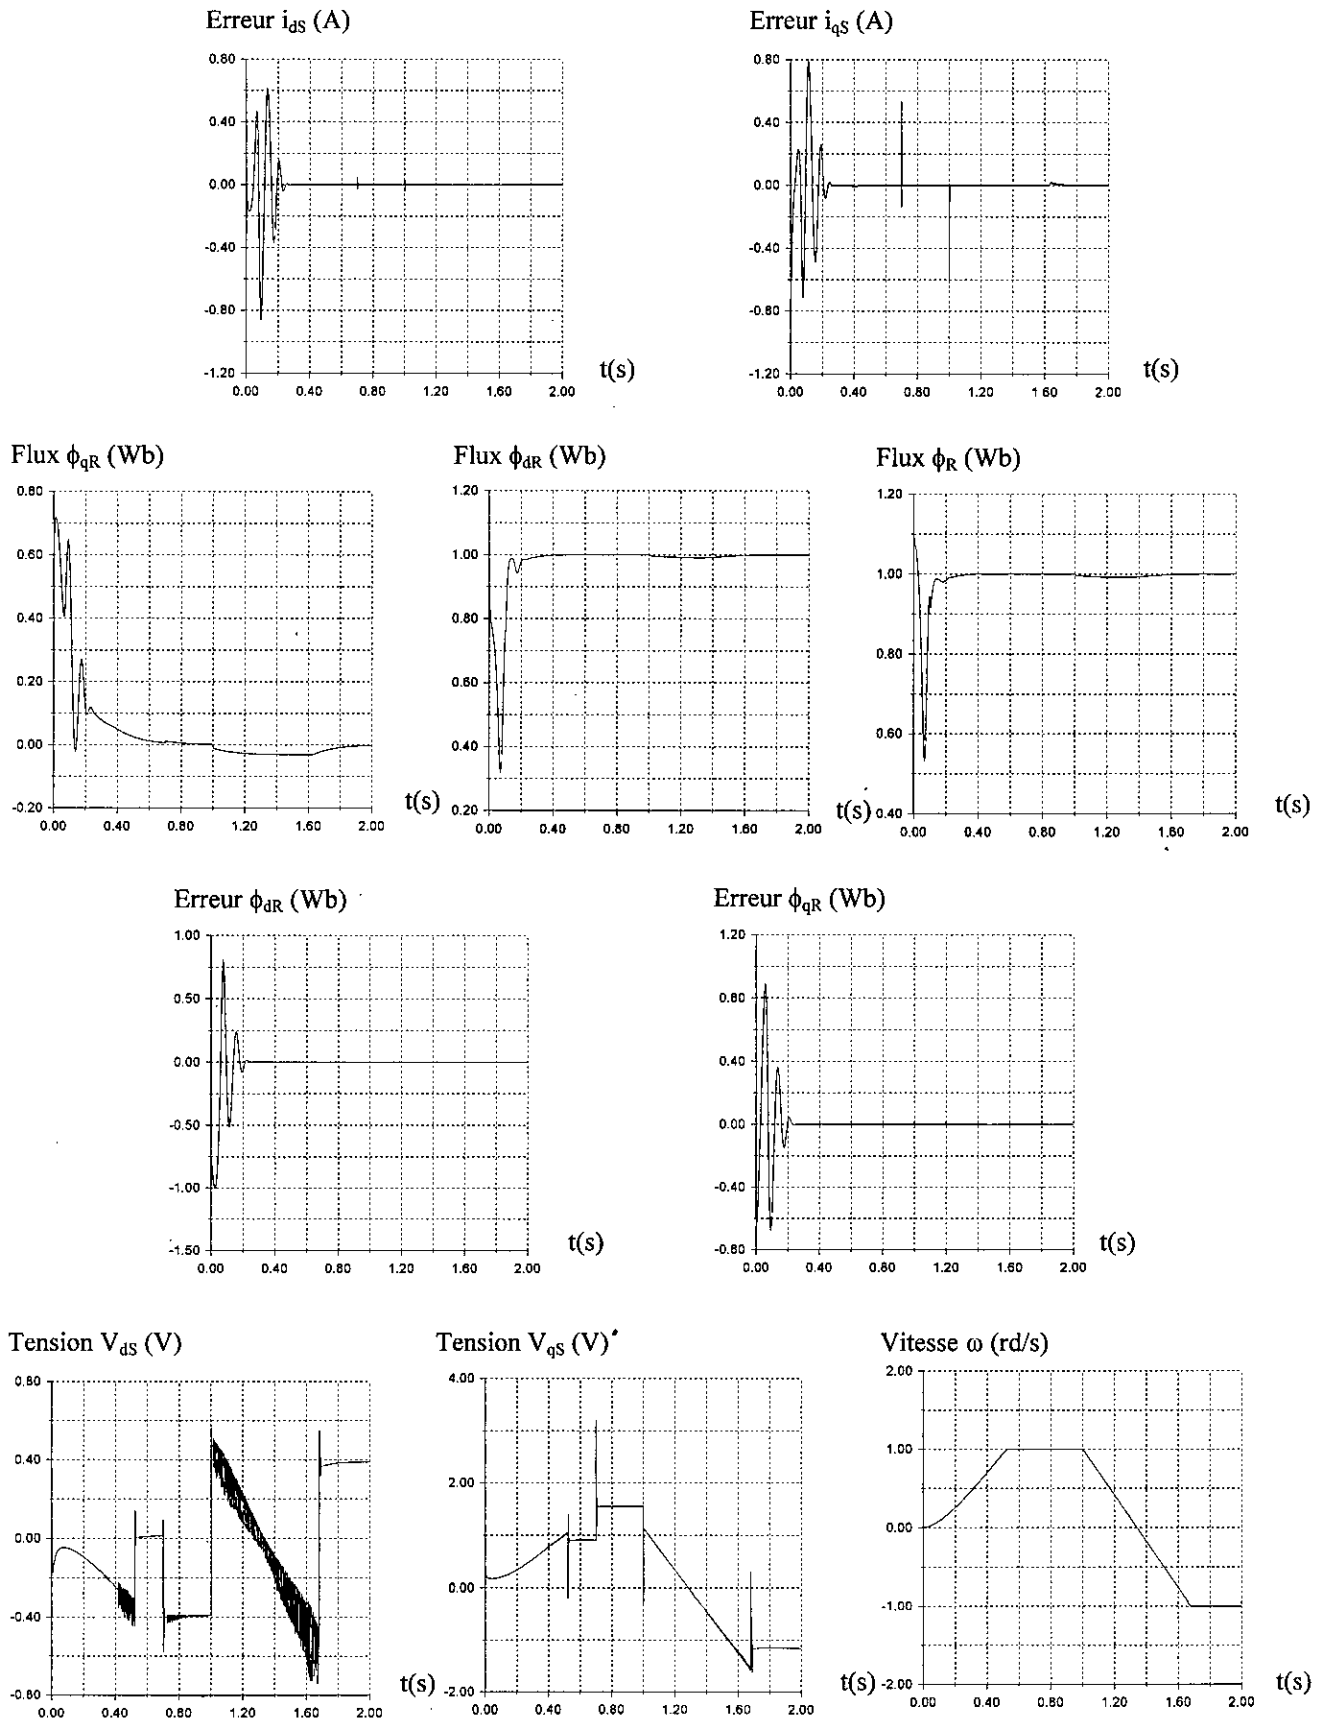 Erreur i_dS (A)
Erreur i_qS (A)
0.80
0.40
0.00
-0.40
-0.80
-1.20
0.00 0.40 0.80 1.20 1.60 2.00
t(s)
0.80
0.40
0.00
-0.40
-0.80
-1.20
0.00 0.40 0.80 1.20 1.60 2.00
t(s)
Flux ϕ_qR (Wb)
Flux ϕ_dR (Wb)
Flux ϕ_R (Wb)
0.80
0.60
0.40
0.20
0.00
-0.20
0.00 0.40 0.80 1.20 1.60 2.00
t(s)
1.20
1.00
0.80
0.60
0.40
0.20
0.00 0.40 0.80 1.20 1.60 2.00
t(s)
1.20
1.00
0.80
0.60
0.40
0.00 0.40 0.80 1.20 1.60 2.00
t(s)
Erreur ϕ_dR (Wb)
Erreur ϕ_qR (Wb)
1.00
0.50
0.00
-0.50
-1.00
-1.50
0.00 0.40 0.80 1.20 1.60 2.00
t(s)
1.20
0.80
0.40
0.00
-0.40
-0.80
0.00 0.40 0.80 1.20 1.60 2.00
t(s)
Tension V_dS (V)
Tension V_qS (V)
Vitesse ω (rd/s)
0.80
0.40
0.00
-0.40
-0.80
0.00 0.40 0.80 1.20 1.60 2.00
t(s)
4.00
2.00
0.00
-2.00
0.00 0.40 0.80 1.20 1.60 2.00
t(s)
2.00
1.00
0.00
-1.00
-2.00
0.00 0.40 0.80 1.20 1.60 2.00
t(s)